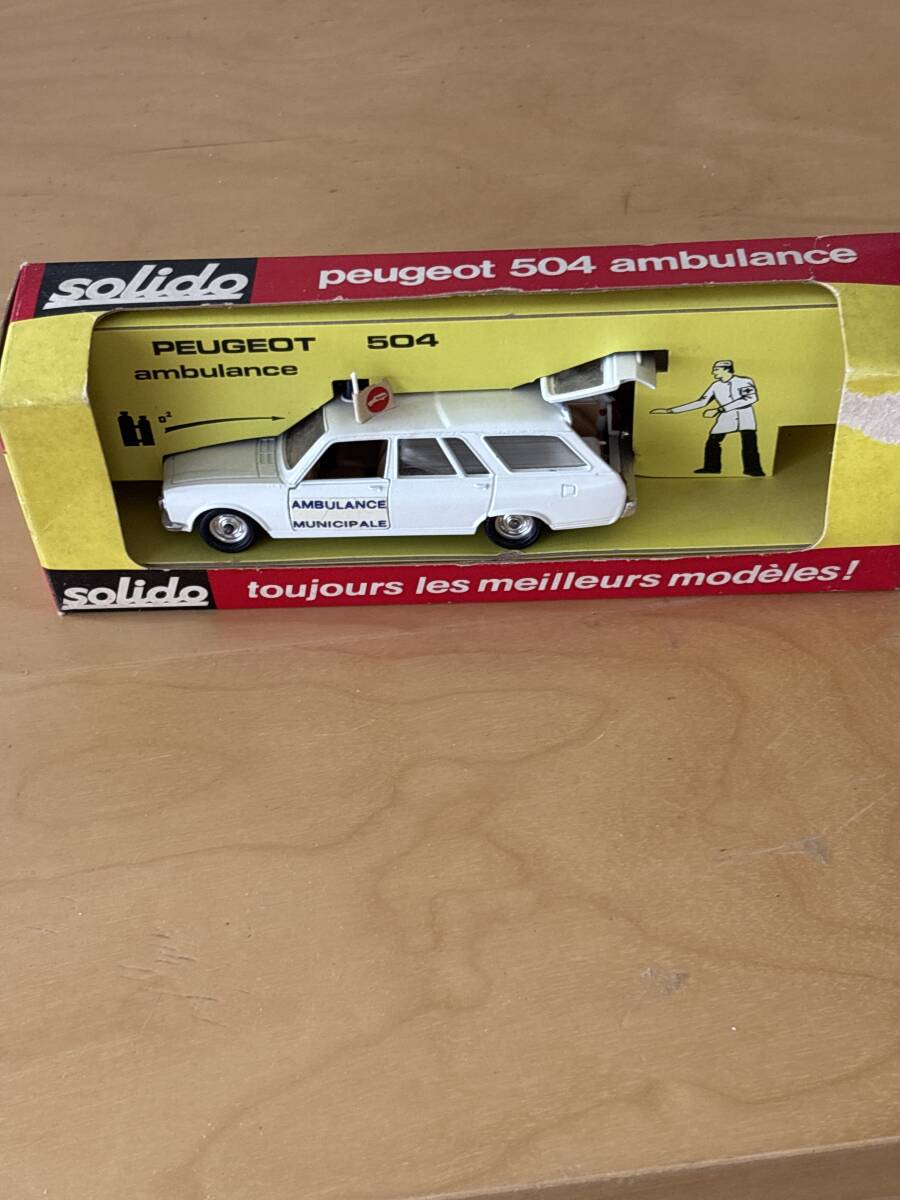 solido peugeot 504 ambulance
PEUGEOT 504
ambulance
O²
AMBULANCE
MUNICIPALE
solido toujours les meilleurs modèles!